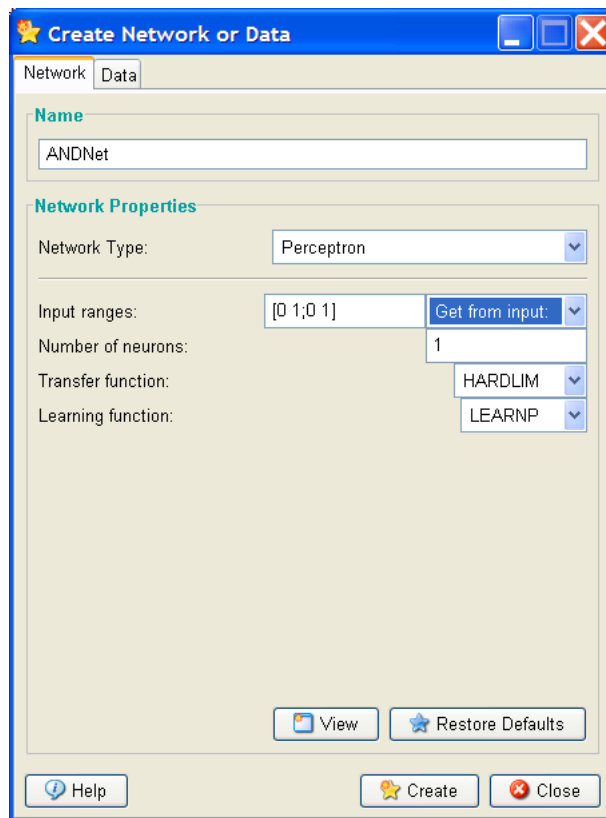 Create Network or Data
Network Data
Name
ANDNet
Network Properties
Network Type: Perceptron
Input ranges: [0 1;0 1] Get from input:
Number of neurons: 1
Transfer function: HARDLIM
Learning function: LEARNP
View Restore Defaults
Help Create Close